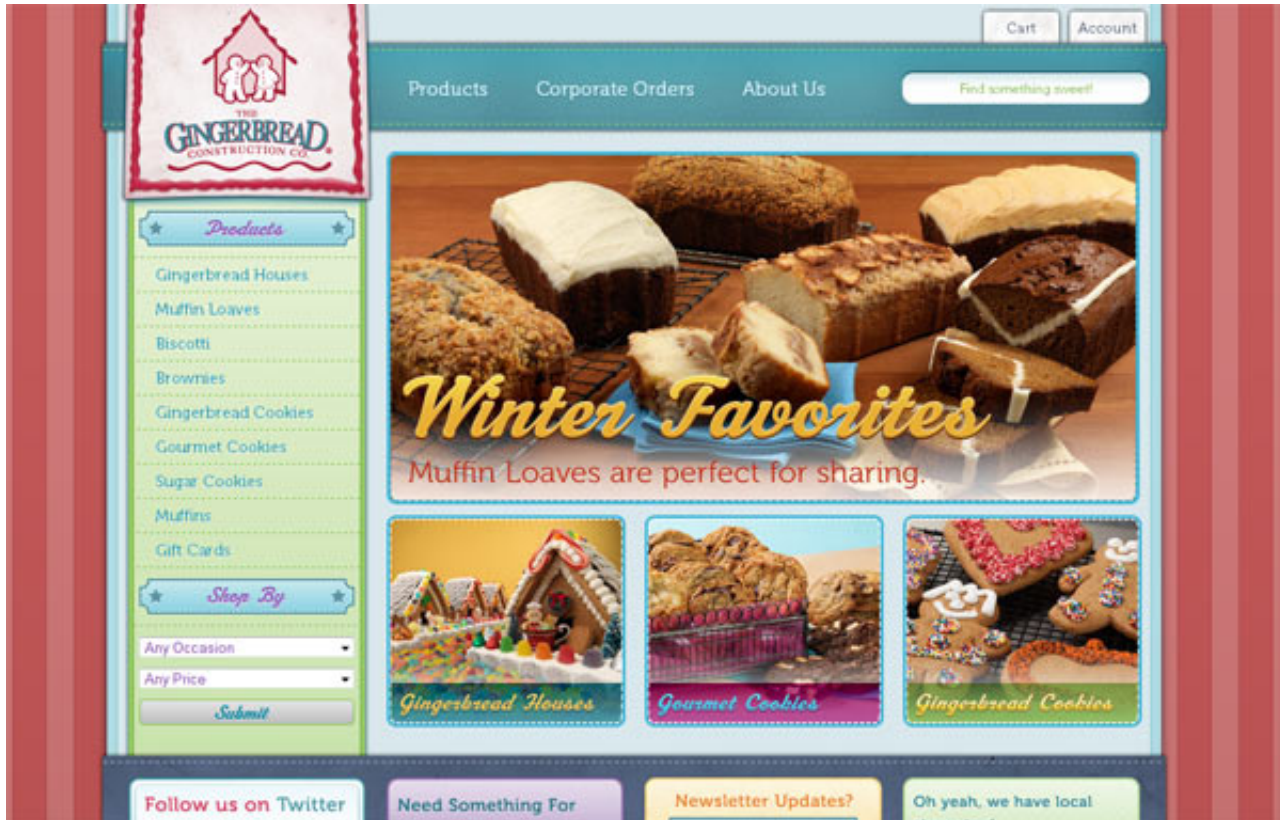 Cart
Account
THE
GINGERBREAD
CONSTRUCTION CO.®
Products
Corporate Orders
About Us
Find something sweet!
Products
Gingerbread Houses
Muffin Loaves
Biscotti
Brownies
Gingerbread Cookies
Gourmet Cookies
Sugar Cookies
Muffins
Gift Cards
Shop By
Any Occasion
Any Price
Submit
Winter Favorites
Muffin Loaves are perfect for sharing.
Gingerbread Houses
Gourmet Cookies
Gingerbread Cookies
Follow us on Twitter
Need Something For
Newsletter Updates?
Oh yeah, we have local